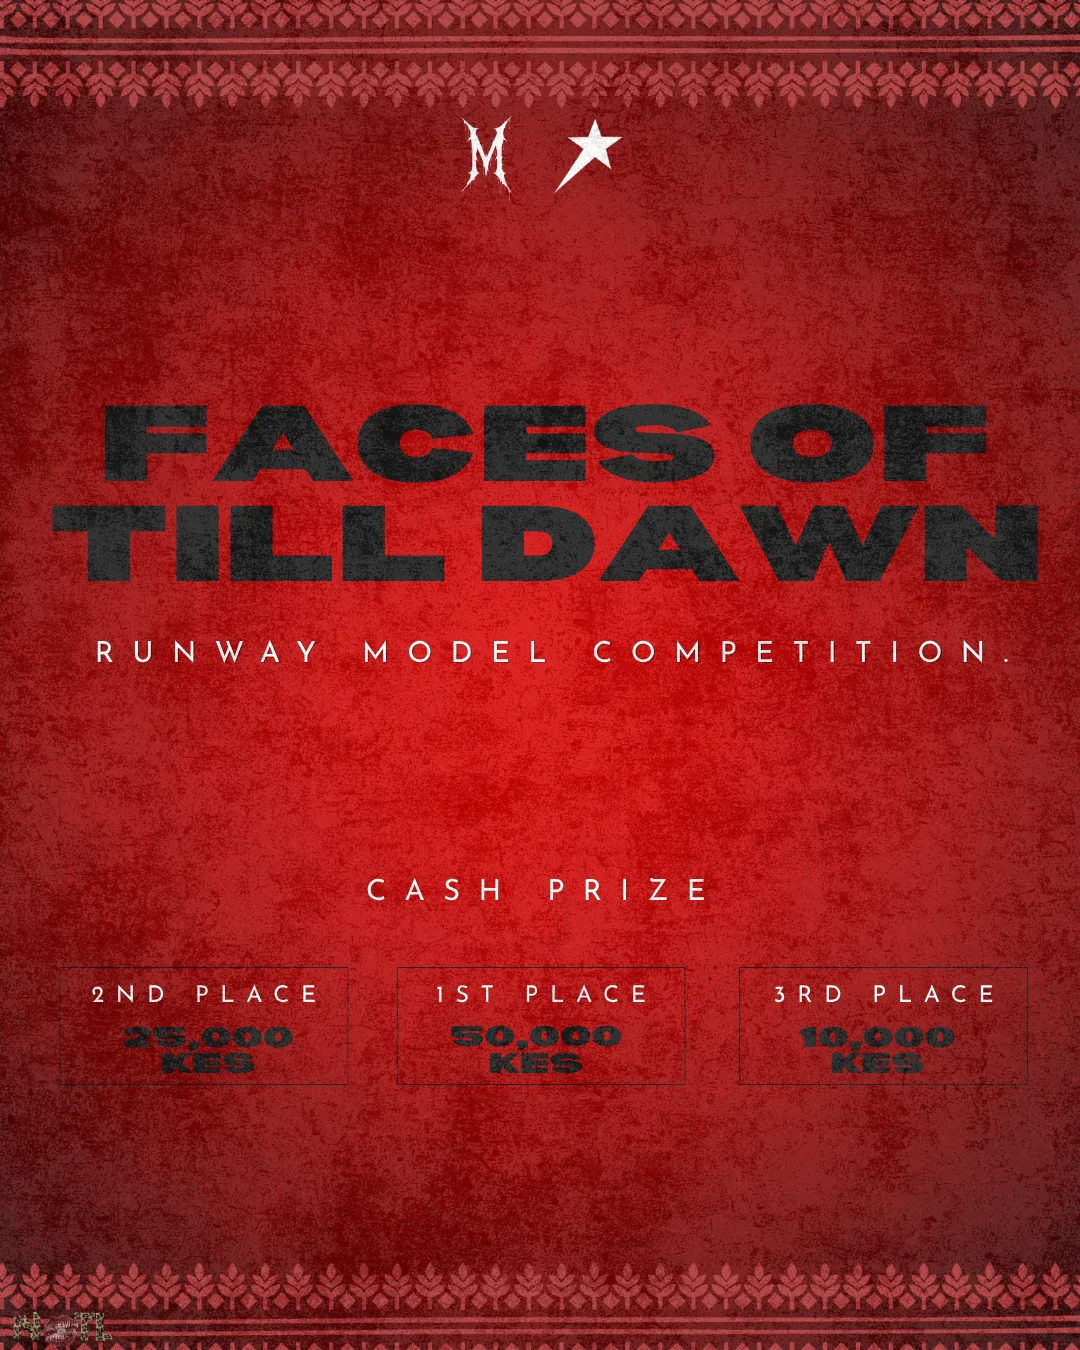 M
FACES OF
TILL DAWN
RUNWAY MODEL COMPETITION.
CASH PRIZE
2ND PLACE
25,000
KES
1ST PLACE
50,000
KES
3RD PLACE
10,000
KES